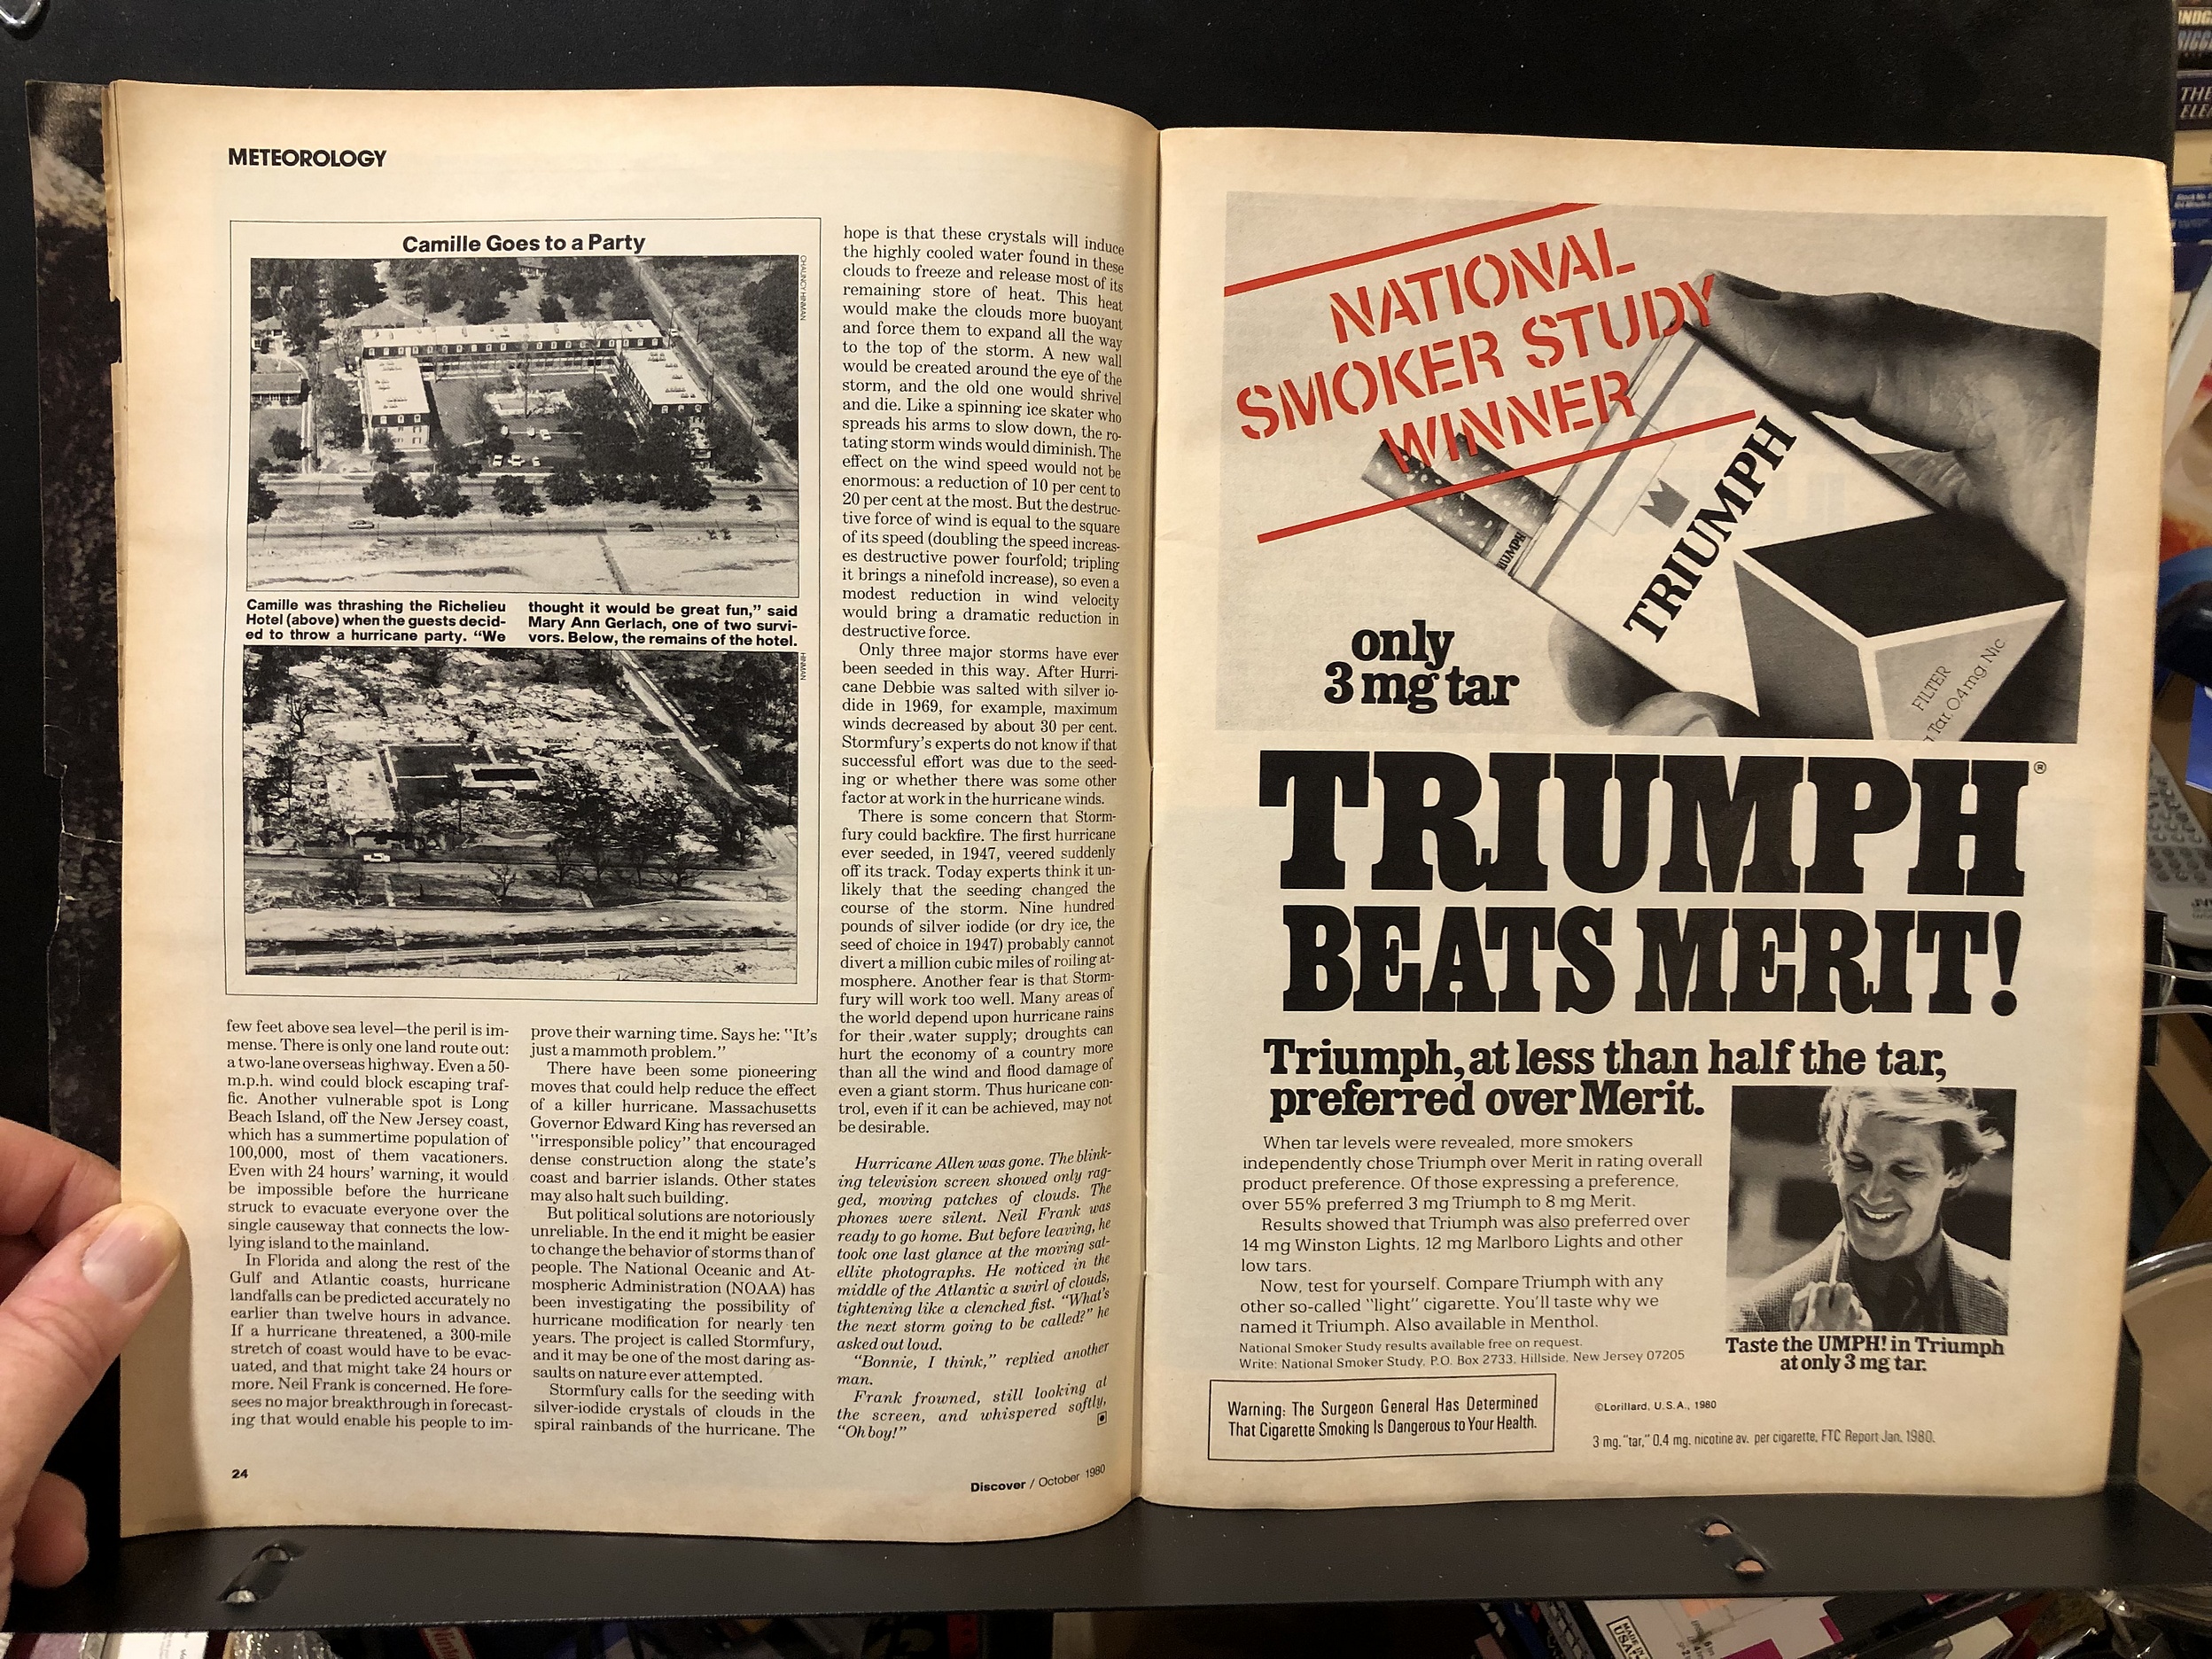 METEOROLOGY
Camille Goes to a Party
CHAUNCY HINMAN
Camille was thrashing the Richelieu
Hotel (above) when the guests decid-
ed to throw a hurricane party. “We
thought it would be great fun,” said
Mary Ann Gerlach, one of two survi-
vors. Below, the remains of the hotel.
HINMAN
few feet above sea level—the peril is im-
mense. There is only one land route out:
a two-lane overseas highway. Even a 50-
m.p.h. wind could block escaping traf-
fic. Another vulnerable spot is Long
Beach Island, off the New Jersey coast,
which has a summertime population of
100,000, most of them vacationers.
Even with 24 hours’ warning, it would
be impossible before the hurricane
struck to evacuate everyone over the
single causeway that connects the low-
lying island to the mainland.
In Florida and along the rest of the
Gulf and Atlantic coasts, hurricane
landfalls can be predicted accurately no
earlier than twelve hours in advance.
If a hurricane threatened, a 300-mile
stretch of coast would have to be evac-
uated, and that might take 24 hours or
more. Neil Frank is concerned. He fore-
sees no major breakthrough in forecast-
ing that would enable his people to im-
prove their warning time. Says he: “It’s
just a mammoth problem.”
There have been some pioneering
moves that could help reduce the effect
of a killer hurricane. Massachusetts
Governor Edward King has reversed an
“irresponsible policy” that encouraged
dense construction along the state’s
coast and barrier islands. Other states
may also halt such building.
But political solutions are notoriously
unreliable. In the end it might be easier
to change the behavior of storms than of
people. The National Oceanic and At-
mospheric Administration (NOAA) has
been investigating the possibility of
hurricane modification for nearly ten
years. The project is called Stormfury,
and it may be one of the most daring as-
saults on nature ever attempted.
Stormfury calls for the seeding with
silver-iodide crystals of clouds in the
spiral rainbands of the hurricane. The
hope is that these crystals will induce
the highly cooled water found in these
clouds to freeze and release most of its
remaining store of heat. This heat
would make the clouds more buoyant
and force them to expand all the way
to the top of the storm. A new wall
would be created around the eye of the
storm, and the old one would shrivel
and die. Like a spinning ice skater who
spreads his arms to slow down, the ro-
tating storm winds would diminish. The
effect on the wind speed would not be
enormous: a reduction of 10 per cent to
20 per cent at the most. But the destruc-
tive force of wind is equal to the square
of its speed (doubling the speed increas-
es destructive power fourfold; tripling
it brings a ninefold increase), so even a
modest reduction in wind velocity
would bring a dramatic reduction in
destructive force.
Only three major storms have ever
been seeded in this way. After Hurri-
cane Debbie was salted with silver io-
dide in 1969, for example, maximum
winds decreased by about 30 per cent.
Stormfury’s experts do not know if that
successful effort was due to the seed-
ing or whether there was some other
factor at work in the hurricane winds.
There is some concern that Storm-
fury could backfire. The first hurricane
ever seeded, in 1947, veered suddenly
off its track. Today experts think it un-
likely that the seeding changed the
course of the storm. Nine hundred
pounds of silver iodide (or dry ice, the
seed of choice in 1947) probably cannot
divert a million cubic miles of roiling at-
mosphere. Another fear is that Storm-
fury will work too well. Many areas of
the world depend upon hurricane rains
for their water supply; droughts can
hurt the economy of a country more
than all the wind and flood damage of
even a giant storm. Thus huricane con-
trol, even if it can be achieved, may not
be desirable.
Hurricane Allen was gone. The blink-
ing television screen showed only rag-
ged, moving patches of clouds. The
phones were silent. Neil Frank was
ready to go home. But before leaving, he
took one last glance at the moving sat-
ellite photographs. He noticed in the
middle of the Atlantic a swirl of clouds,
tightening like a clenched fist. “What’s
the next storm going to be called?” he
asked out loud.
“Bonnie, I think,” replied another
man.
Frank frowned, still looking at
the screen, and whispered softly,
“Oh boy!”
24
Discover / October 1980
NATIONAL
SMOKER STUDY
WINNER
TRIUMPH
FILTER
Tar, 0.4 mg Nic
only
3 mg tar
TRIUMPH®
BEATS MERIT!
Triumph, at less than half the tar,
preferred over Merit.
When tar levels were revealed, more smokers
independently chose Triumph over Merit in rating overall
product preference. Of those expressing a preference,
over 55% preferred 3 mg Triumph to 8 mg Merit.
Results showed that Triumph was also preferred over
14 mg Winston Lights, 12 mg Marlboro Lights and other
low tars.
Now, test for yourself. Compare Triumph with any
other so-called “light” cigarette. You’ll taste why we
named it Triumph. Also available in Menthol.
National Smoker Study results available free on request.
Write: National Smoker Study, P.O. Box 2733, Hillside, New Jersey 07205
Taste the UMPH! in Triumph
at only 3 mg tar.
Warning: The Surgeon General Has Determined
That Cigarette Smoking Is Dangerous to Your Health.
©Lorillard, U.S.A., 1980
3 mg. “tar,” 0.4 mg. nicotine av. per cigarette, FTC Report Jan. 1980.
MADE IN
USA